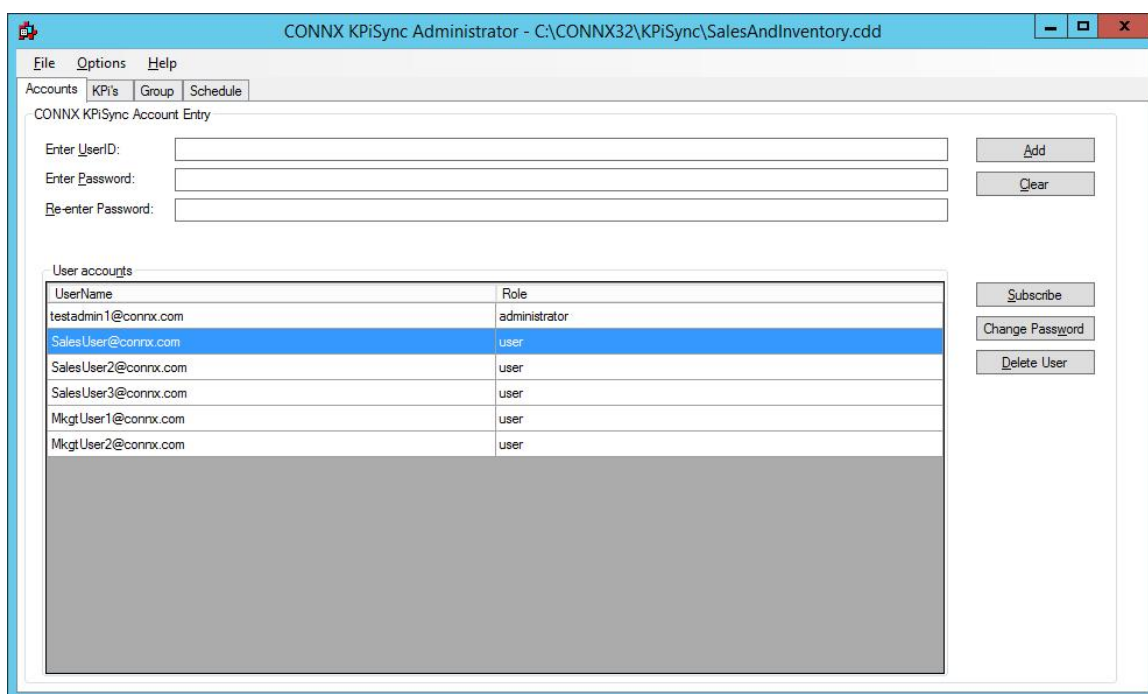 CONNX KPiSync Administrator - C:\CONNX32\KPiSync\SalesAndInventory.cdd
File Options Help
Accounts KPi's Group Schedule
CONNX KPiSync Account Entry
Enter UserID:
Add
Enter Password:
Clear
Re-enter Password:
User accounts
UserName Role
Subscribe
testadmin1@connx.com administrator
Change Password
SalesUser@connx.com user
Delete User
SalesUser2@connx.com user
SalesUser3@connx.com user
MkgtUser1@connx.com user
MkgtUser2@connx.com user